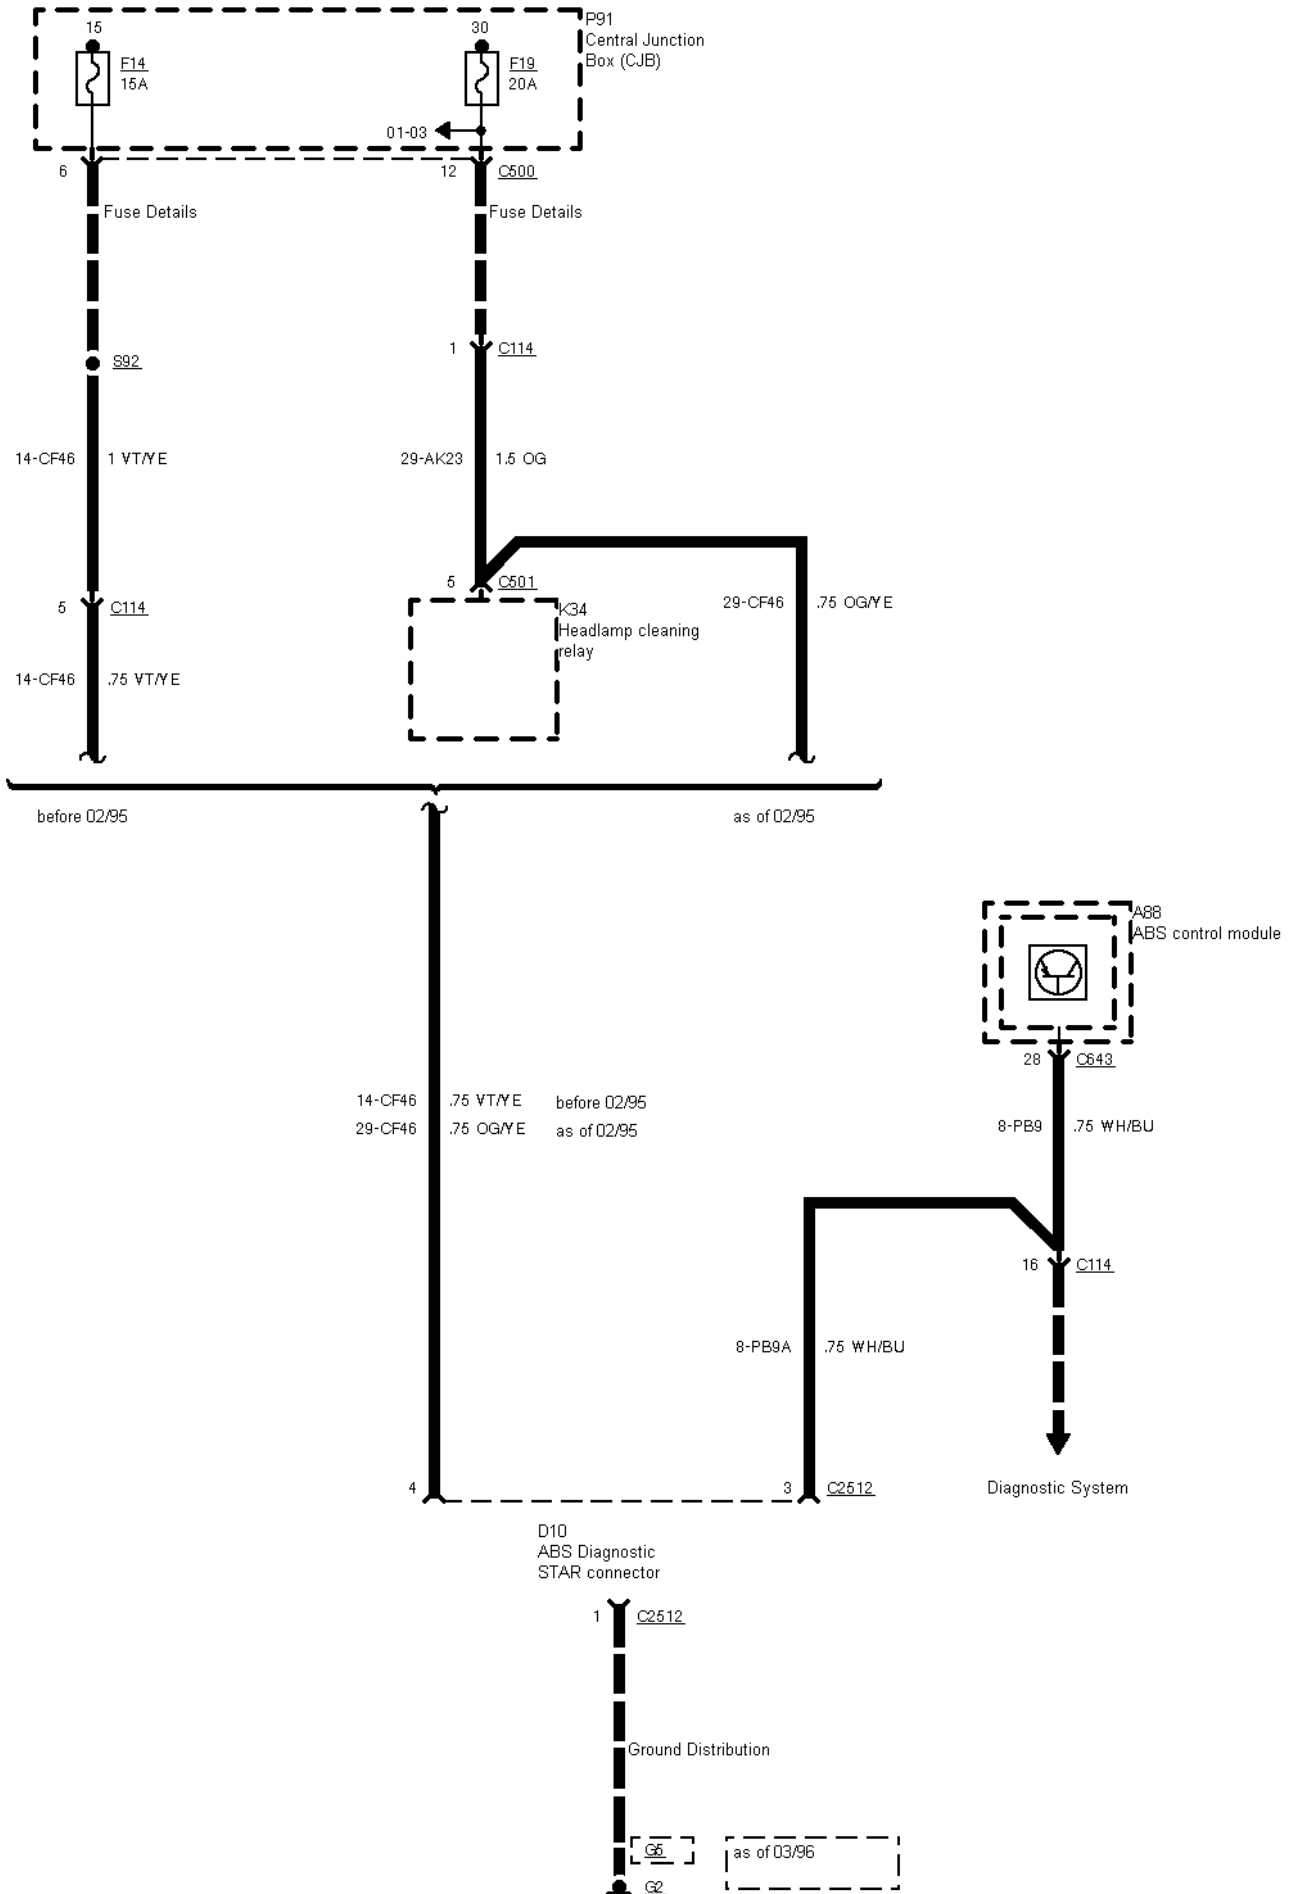 15
30
P91
Central Junction
Box (CJB)
F14
15A
F19
20A
01-03
6
12
C500
Fuse Details
Fuse Details
1
C114
S92
14-CF46
1 VT/YE
29-AK23
1.5 OG
5
C501
5
C114
K34
Headlamp cleaning
relay
29-CF46
.75 OG/YE
14-CF46
.75 VT/YE
before 02/95
as of 02/95
A88
ABS control module
28
C643
14-CF46
.75 VT/YE
before 02/95
29-CF46
.75 OG/YE
as of 02/95
8-PB9
.75 WH/BU
16
C114
8-PB9A
.75 WH/BU
4
3
C2512
Diagnostic System
D10
ABS Diagnostic
STAR connector
1
C2512
Ground Distribution
G5
as of 03/96
G2